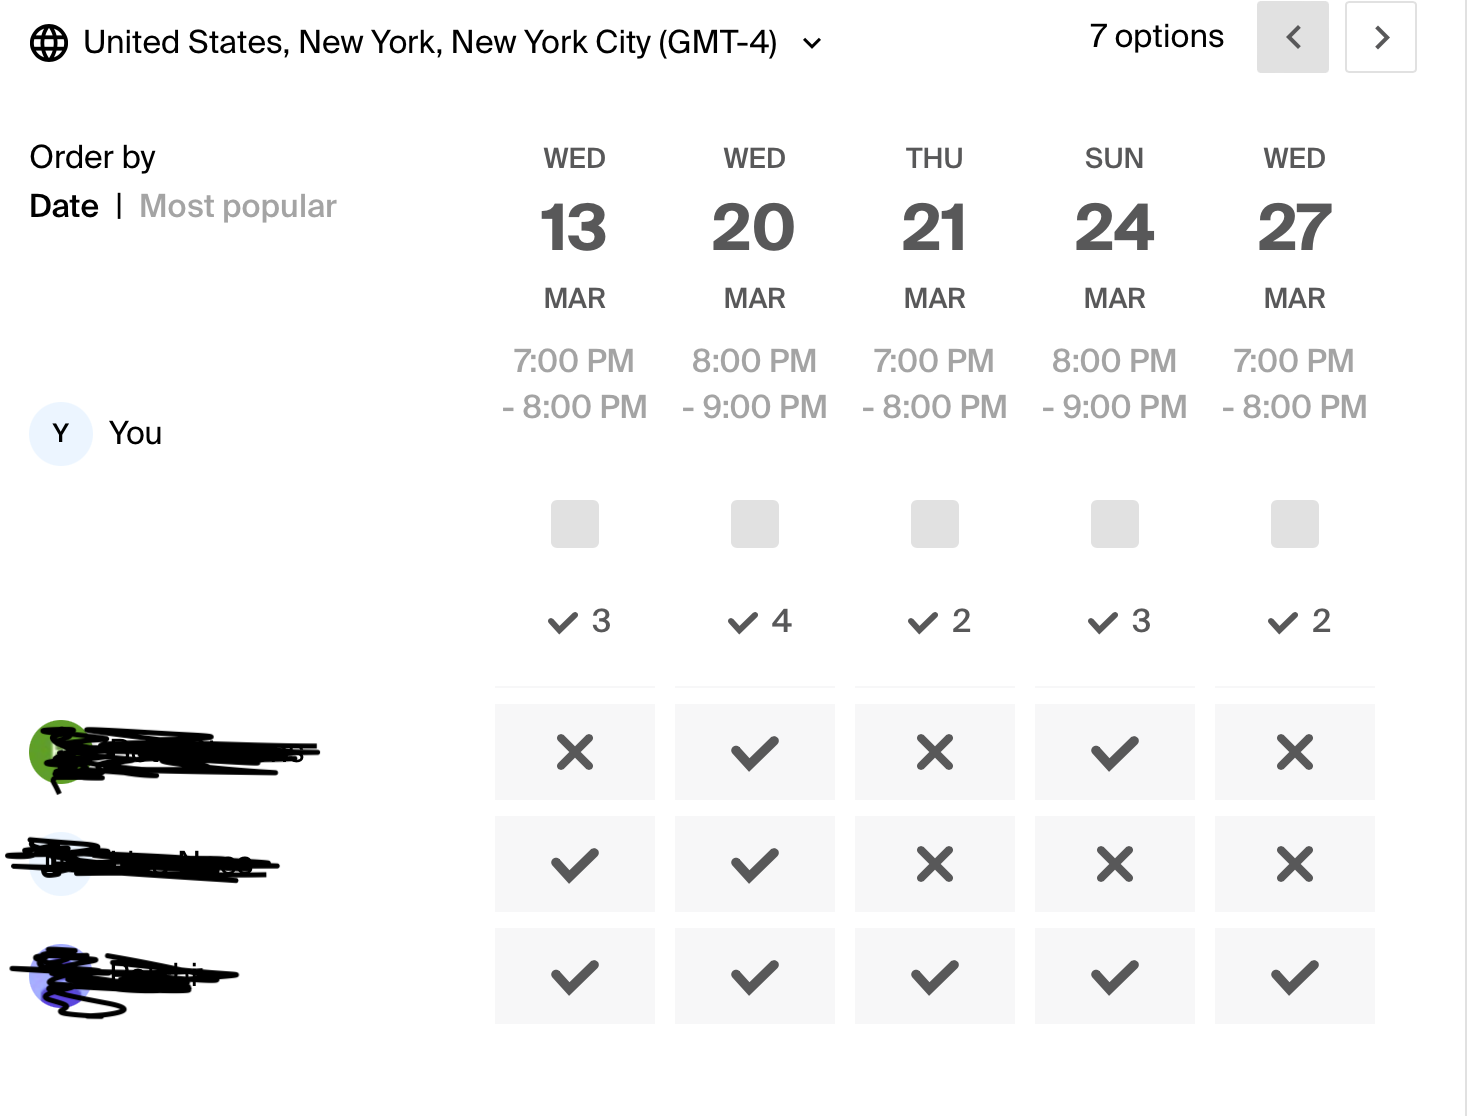 United States, New York, New York City (GMT-4)
7 options
Order by
Date | Most popular
WED WED THU SUN WED
13 20 21 24 27
MAR MAR MAR MAR MAR
7:00 PM 8:00 PM 7:00 PM 8:00 PM 7:00 PM
- 8:00 PM - 9:00 PM - 8:00 PM - 9:00 PM - 8:00 PM
Y You
3 4 2 3 2